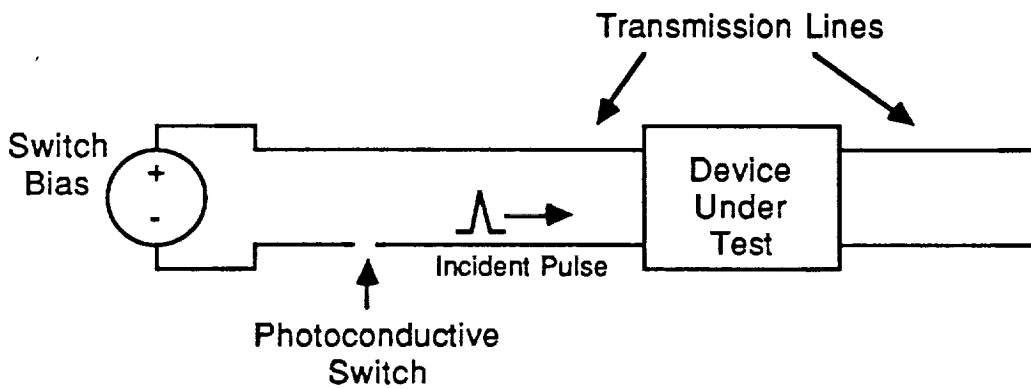 Transmission Lines
Switch
Bias
+
-
Device
Under
Test
Incident Pulse
Photoconductive
Switch